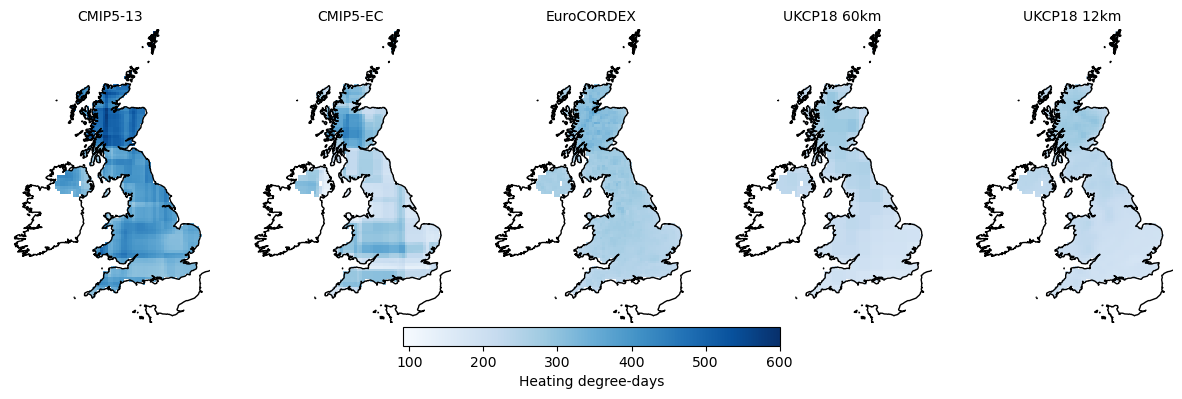 CMIP5-13
CMIP5-EC
EuroCORDEX
UKCP18 60km
UKCP18 12km
100 200 300 400 500 600
Heating degree-days